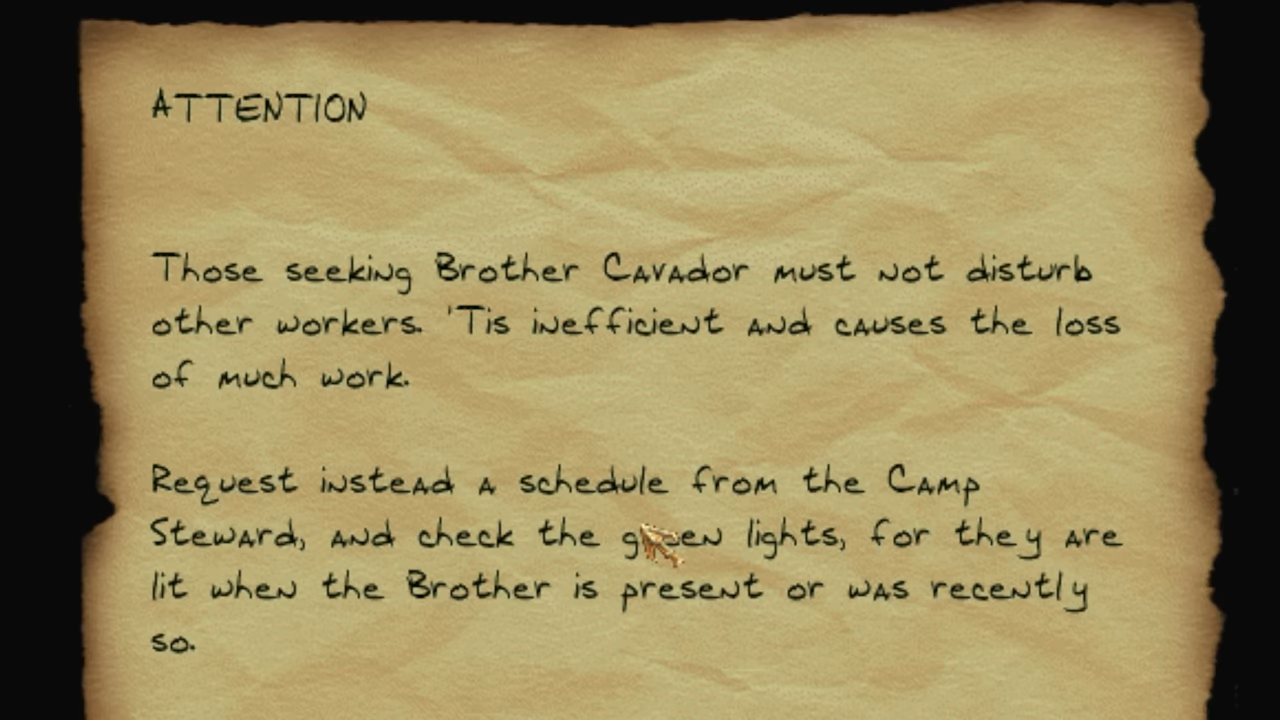 ATTENTION
Those seeking Brother Cavador must not disturb
other workers. 'Tis inefficient and causes the loss
of much work.
Request instead a schedule from the Camp
Steward, and check the green lights, for they are
lit when the Brother is present or was recently
so.